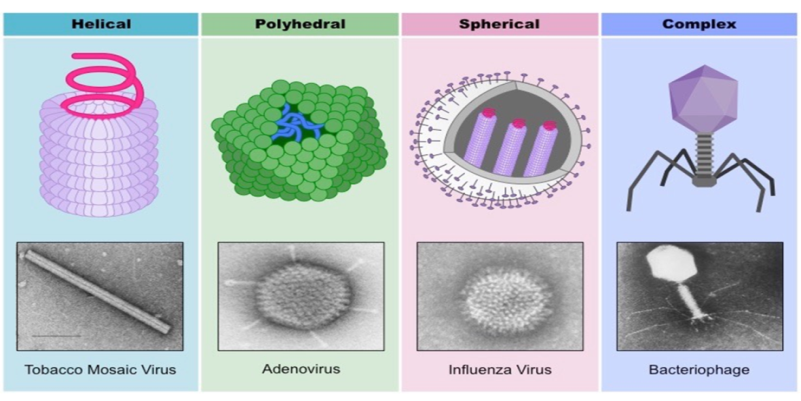 Helical
Polyhedral
Spherical
Complex
Tobacco Mosaic Virus
Adenovirus
Influenza Virus
Bacteriophage